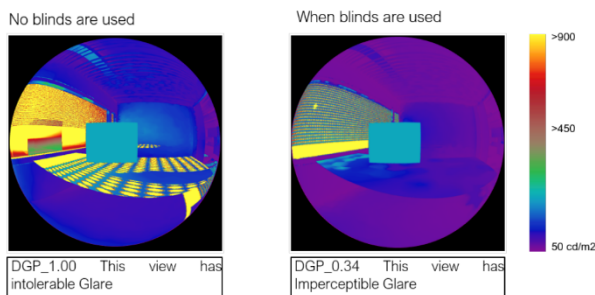 No blinds are used
When blinds are used
>900
>450
50 cd/m2
DGP_1.00 This view has
intolerable Glare
DGP_0.34 This view has
Imperceptible Glare